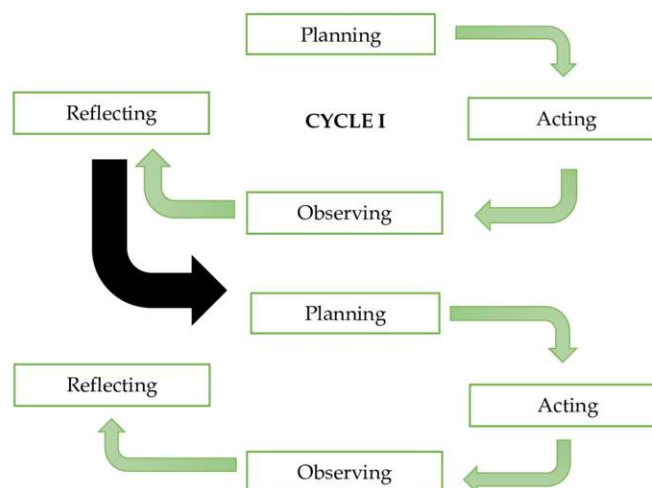 Planning
Reflecting
CYCLE I
Acting
Observing
Planning
Reflecting
Acting
Observing